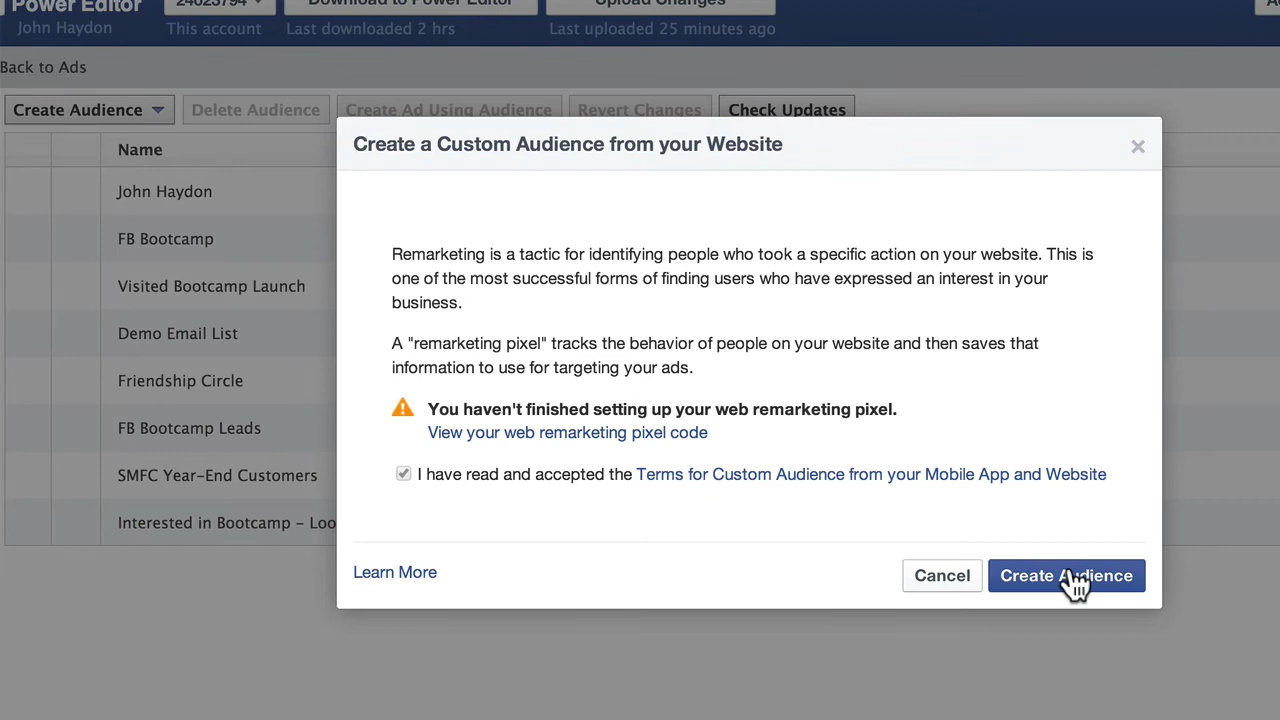 Power Editor
24023794
Download to Power Editor
Upload Changes
John Haydon
This account
Last downloaded 2 hrs
Last uploaded 25 minutes ago
Back to Ads
Create Audience
Delete Audience
Create Ad Using Audience
Revert Changes
Check Updates
Name
John Haydon
FB Bootcamp
Visited Bootcamp Launch
Demo Email List
Friendship Circle
FB Bootcamp Leads
SMFC Year-End Customers
Interested in Bootcamp - Loo
Create a Custom Audience from your Website
Remarketing is a tactic for identifying people who took a specific action on your website. This is
one of the most successful forms of finding users who have expressed an interest in your
business.
A "remarketing pixel" tracks the behavior of people on your website and then saves that
information to use for targeting your ads.
You haven't finished setting up your web remarketing pixel.
View your web remarketing pixel code
I have read and accepted the Terms for Custom Audience from your Mobile App and Website
Learn More
Cancel
Create Audience